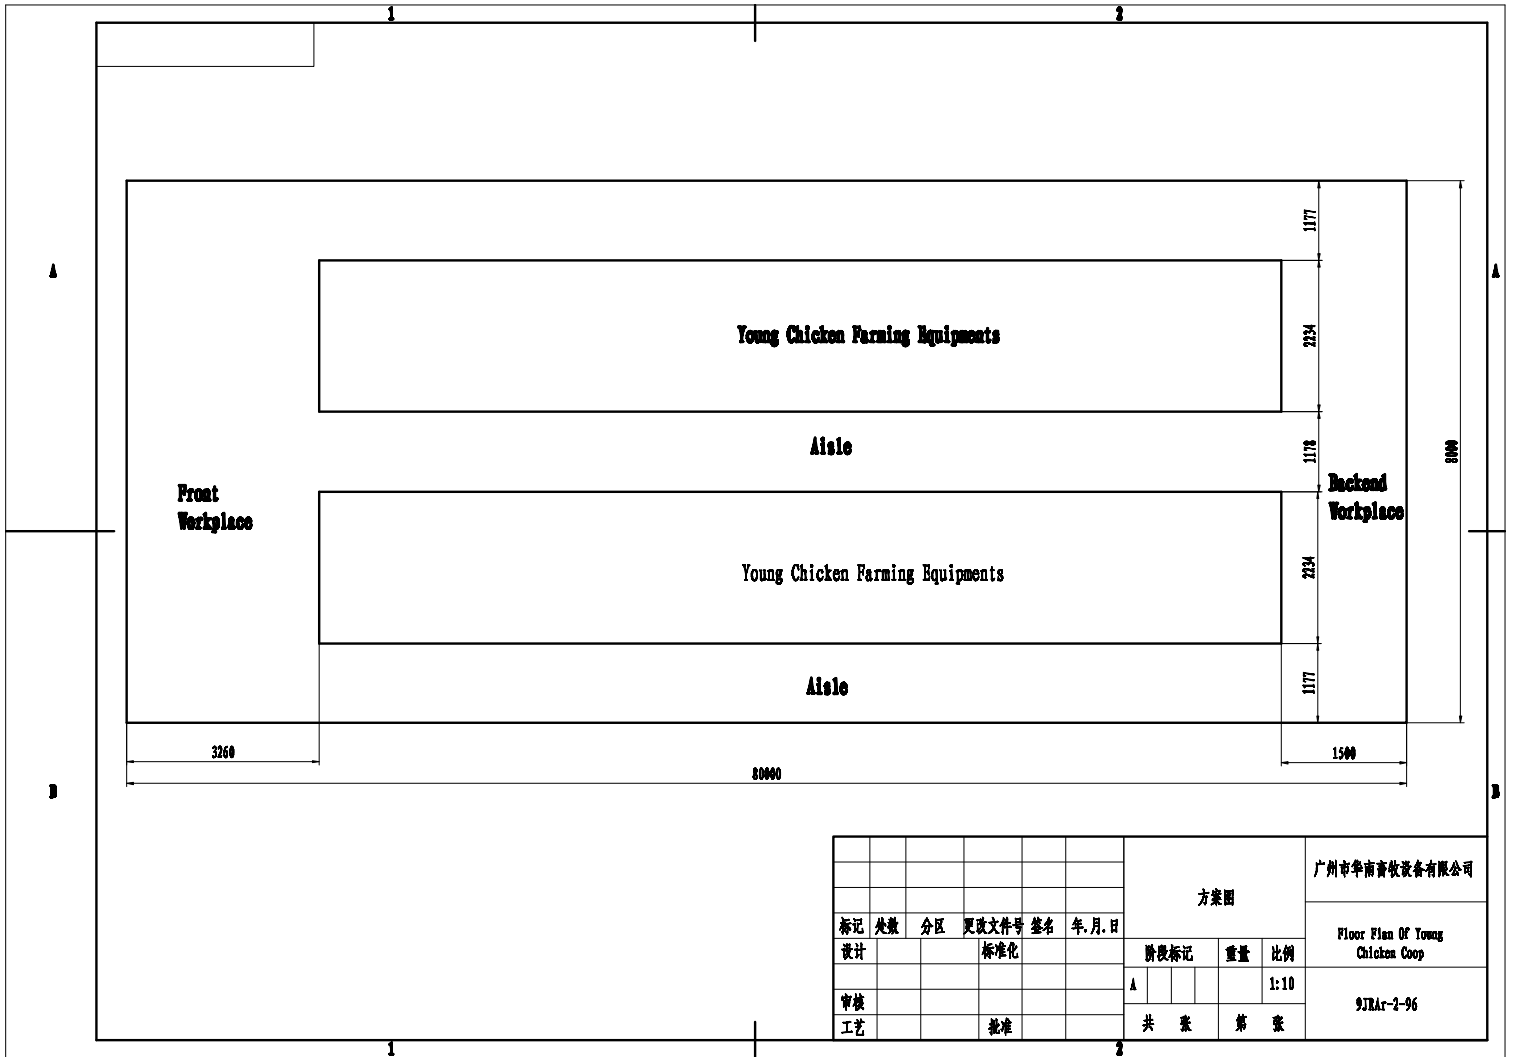 1 2
1177
A A
2234
Young Chicken Farming Equipments
1178
Aisle
8000
Front
Workplace
Backend
Workplace
2234
Young Chicken Farming Equipments
1177
Aisle
3260
1500
80000
B B
广州市华南畜牧设备有限公司
方案图
标记 处数 分区 更改文件号 签名 年.月.日
Floor Plan Of Young
Chicken Coop
设计 标准化 阶段标记 重量 比例
A 1:10
审核
9JRAr-2-96
工艺 批准 共 张 第 张
1 2